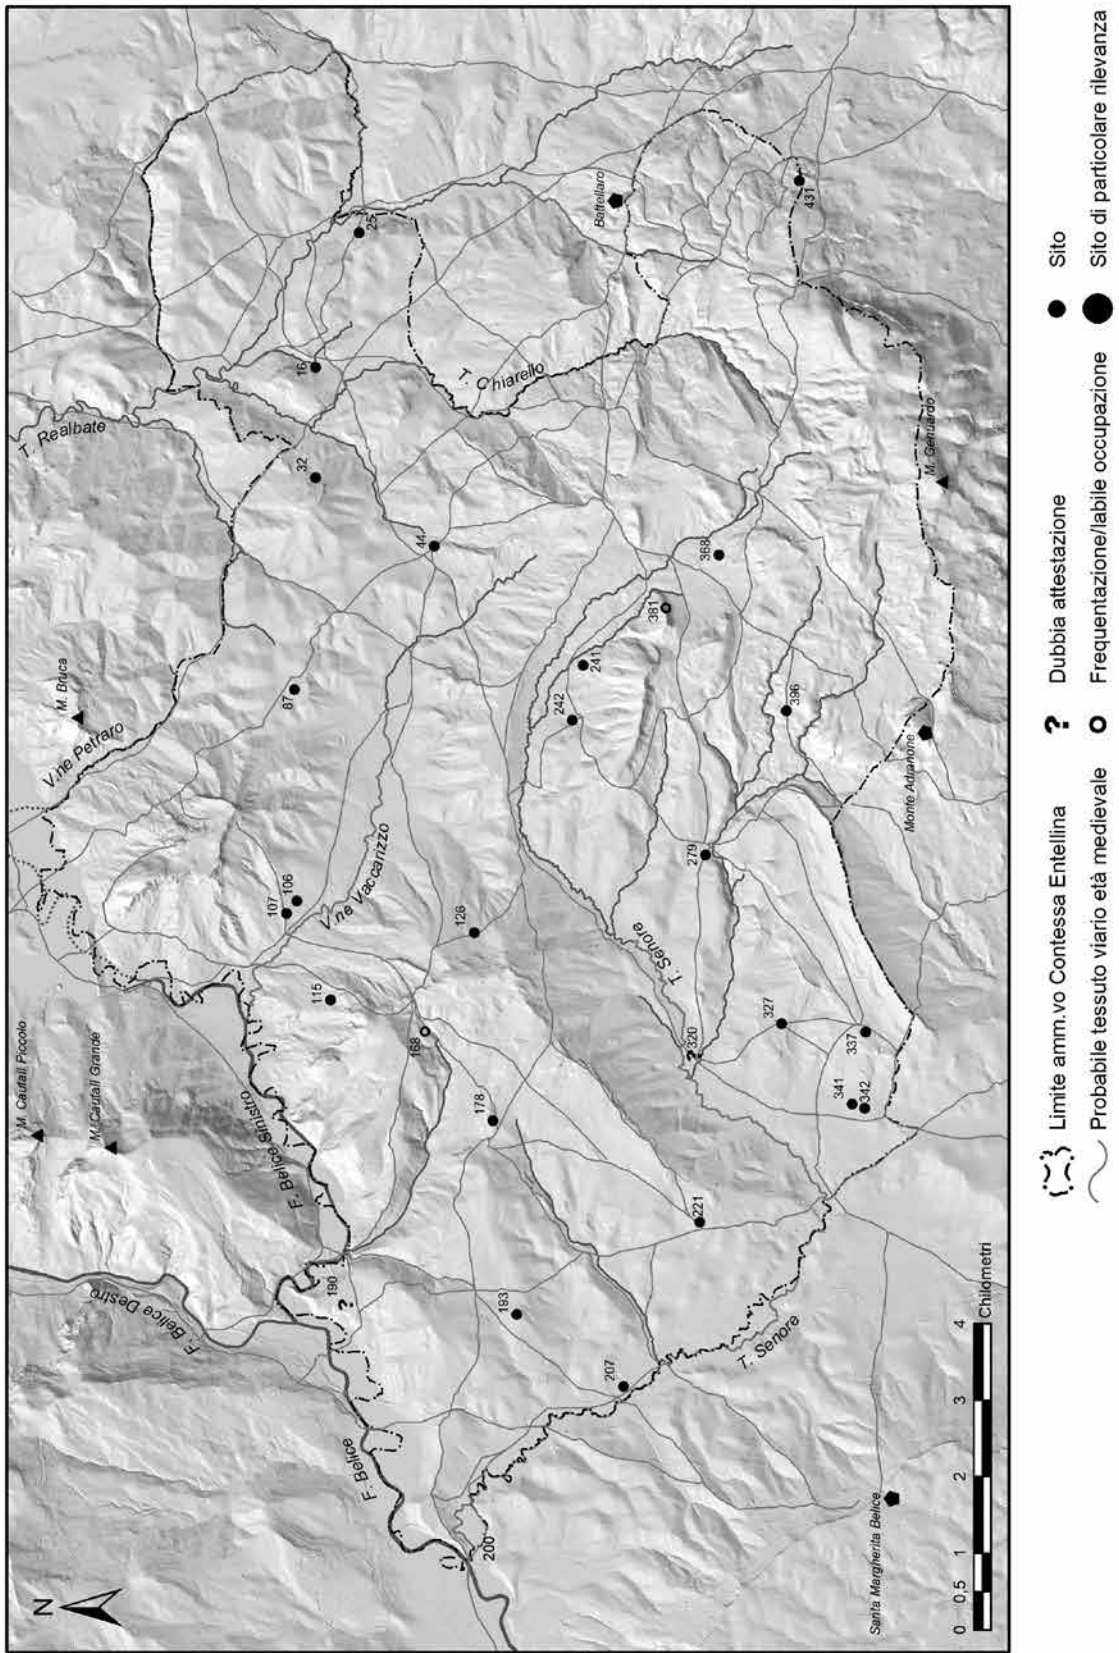 N
M. Caufali Piccolo
M. Caufali Grande
M. Bruca
V.ne Petraro
T. Realbate
F. Belice Destro
F. Belice Sinistro
F. Belice
V.ne Vaccarizzo
T. Chiarello
T. Senore
T. Senore
Battellaro
M. Genuardo
Monte Adranone
Santa Margherita Belice
16
25
32
44
87
106
107
115
126
168
178
190
?
193
200
207
221
241
242
279
320
?
327
337
341
342
368
381
396
431
0 0,5 1 2 3 4
Chilometri
Limite amm.vo Contessa Entellina
Probabile tessuto viario età medievale
? Dubbia attestazione
Frequentazione/labile occupazione
Sito
Sito di particolare rilevanza